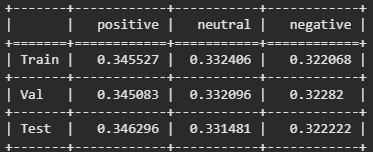 +-------+------------+-----------+------------+
|       |   positive |   neutral |   negative |
+=======+============+===========+============+
| Train |   0.345527 |  0.332406 |   0.322068 |
+-------+------------+-----------+------------+
| Val   |   0.345083 |  0.332096 |   0.32282  |
+-------+------------+-----------+------------+
| Test  |   0.346296 |  0.331481 |   0.322222 |
+-------+------------+-----------+------------+